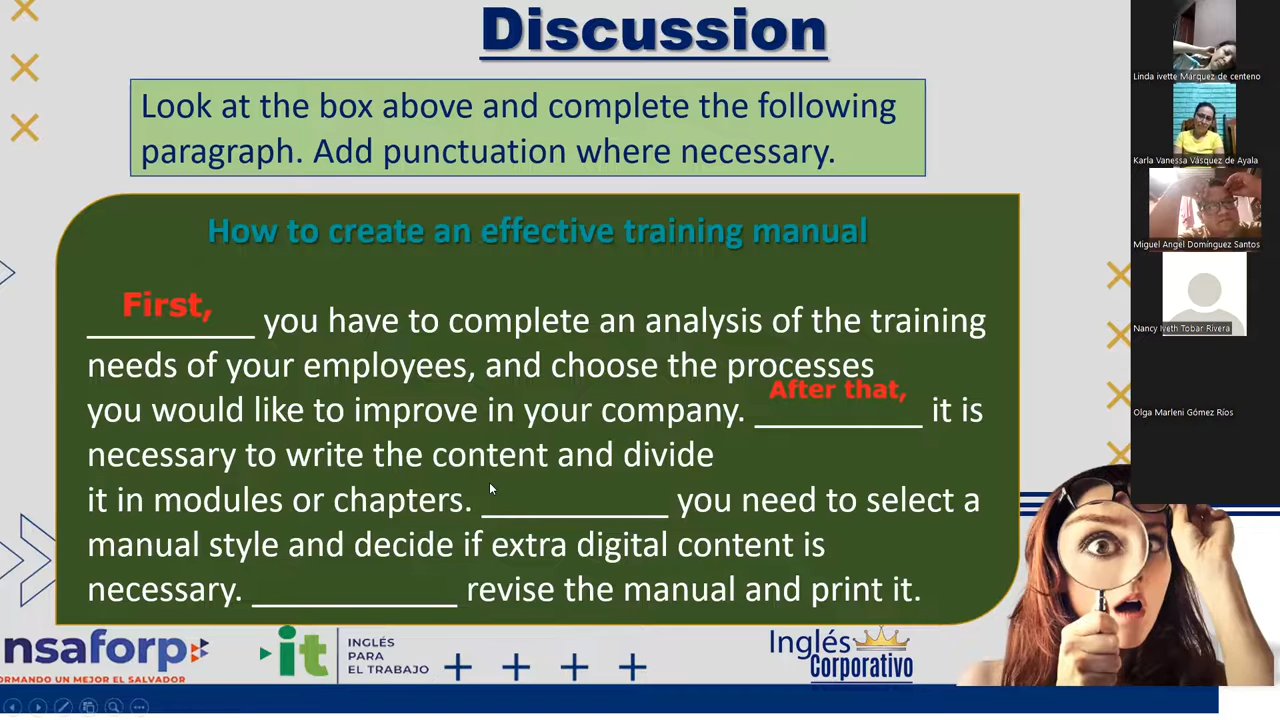 Discussion
Look at the box above and complete the following
paragraph. Add punctuation where necessary.
How to create an effective training manual
First,
__________ you have to complete an analysis of the training
needs of your employees, and choose the processes
After that,
you would like to improve in your company. __________ it is
necessary to write the content and divide
it in modules or chapters. ___________ you need to select a
manual style and decide if extra digital content is
necessary. ____________ revise the manual and print it.
nsaforp
ORMANDO UN MEJOR EL SALVADOR
it
INGLÉS
PARA
EL TRABAJO
Inglés
Corporativo
Linda ivette Márquez de centeno
Karla Vanessa Vásquez de Ayala
Miguel Angel Domínguez Santos
Nancy Iveth Tobar Rivera
Olga Marleni Gómez Ríos